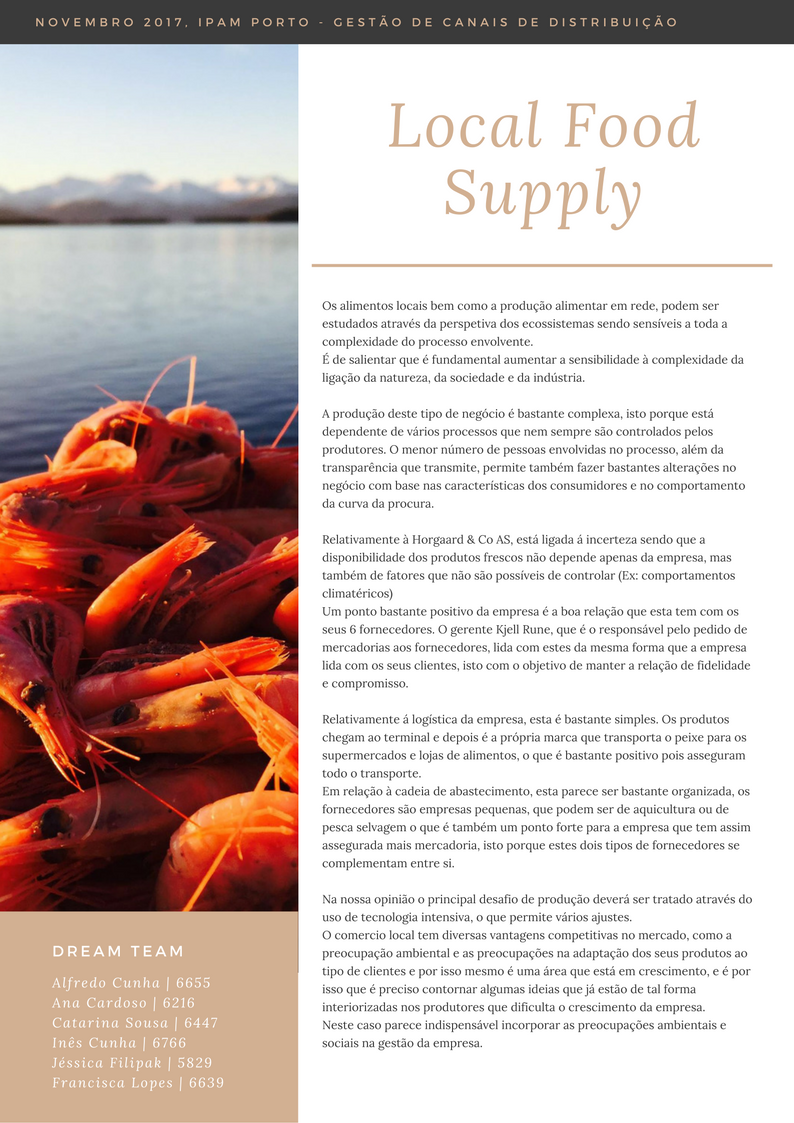 NOVEMBRO 2017, IPAM PORTO - GESTÃO DE CANAIS DE DISTRIBUIÇÃO
Local Food
Supply
Os alimentos locais bem como a produção alimentar em rede, podem ser
estudados através da perspetiva dos ecossistemas sendo sensíveis a toda a
complexidade do processo envolvente.
É de salientar que é fundamental aumentar a sensibilidade à complexidade da
ligação da natureza, da sociedade e da indústria.
A produção deste tipo de negócio é bastante complexa, isto porque está
dependente de vários processos que nem sempre são controlados pelos
produtores. O menor número de pessoas envolvidas no processo, além da
transparência que transmite, permite também fazer bastantes alterações no
negócio com base nas características dos consumidores e no comportamento
da curva da procura.
Relativamente à Horgaard & Co AS, está ligada á incerteza sendo que a
disponibilidade dos produtos frescos não depende apenas da empresa, mas
também de fatores que não são possíveis de controlar (Ex: comportamentos
climatéricos)
Um ponto bastante positivo da empresa é a boa relação que esta tem com os
seus 6 fornecedores. O gerente Kjell Rune, que é o responsável pelo pedido de
mercadorias aos fornecedores, lida com estes da mesma forma que a empresa
lida com os seus clientes, isto com o objetivo de manter a relação de fidelidade
e compromisso.
Relativamente á logística da empresa, esta é bastante simples. Os produtos
chegam ao terminal e depois é a própria marca que transporta o peixe para os
supermercados e lojas de alimentos, o que é bastante positivo pois asseguram
todo o transporte.
Em relação à cadeia de abastecimento, esta parece ser bastante organizada, os
fornecedores são empresas pequenas, que podem ser de aquicultura ou de
pesca selvagem o que é também um ponto forte para a empresa que tem assim
assegurada mais mercadoria, isto porque estes dois tipos de fornecedores se
complementam entre si.
Na nossa opinião o principal desafio de produção deverá ser tratado através do
uso de tecnologia intensiva, o que permite vários ajustes.
O comercio local tem diversas vantagens competitivas no mercado, como a
preocupação ambiental e as preocupações na adaptação dos seus produtos ao
tipo de clientes e por isso mesmo é uma área que está em crescimento, e é por
isso que é preciso contornar algumas ideias que já estão de tal forma
interiorizadas nos produtores que dificulta o crescimento da empresa.
Neste caso parece indispensável incorporar as preocupações ambientais e
sociais na gestão da empresa.
DREAM TEAM
Alfredo Cunha | 6655
Ana Cardoso | 6216
Catarina Sousa | 6447
Inês Cunha | 6766
Jéssica Filipak | 5829
Francisca Lopes | 6639